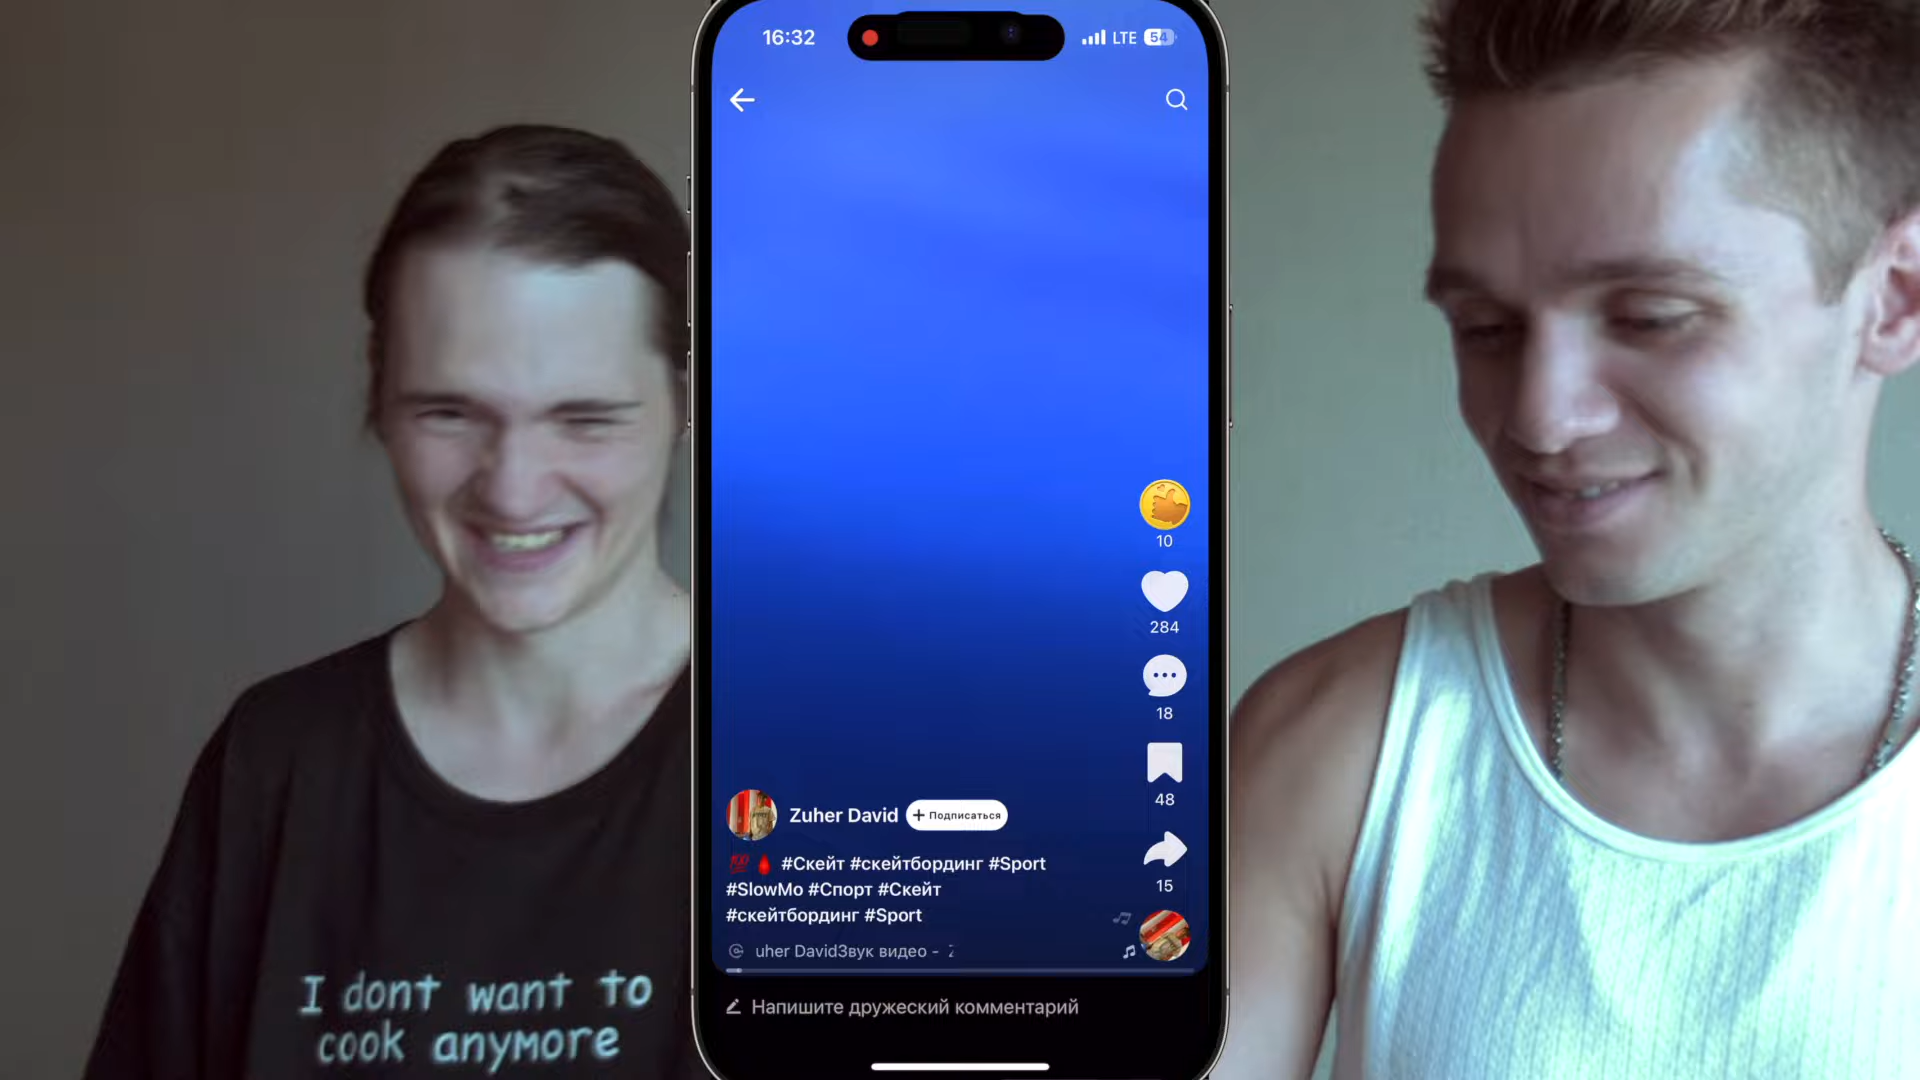 16:32
LTE 54
10
284
18
48
15
Zuher David
+ Подписаться
💯🩸 #Скейт #скейтбординг #Sport
#SlowMo #Спорт #Скейт
#скейтбординг #Sport
uher DavidЗвук видео -
Напишите дружеский комментарий
I dont want to
cook anymore